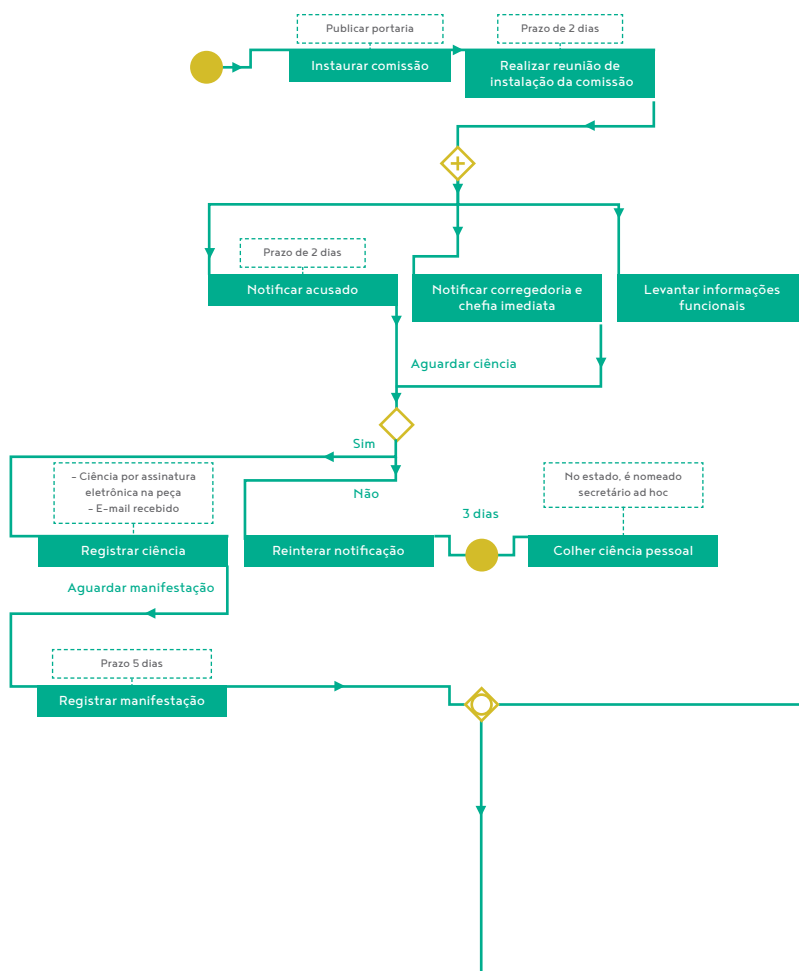 Publicar portaria
Prazo de 2 dias
Instaurar comissão
Realizar reunião de
instalação da comissão
Prazo de 2 dias
Notificar acusado
Notificar corregedoria e
chefia imediata
Levantar informações
funcionais
Aguardar ciência
Sim
Não
- Ciência por assinatura
eletrônica na peça
- E-mail recebido
3 dias
No estado, é nomeado
secretário ad hoc
Registrar ciência
Reinterar notificação
Colher ciência pessoal
Aguardar manifestação
Prazo 5 dias
Registrar manifestação